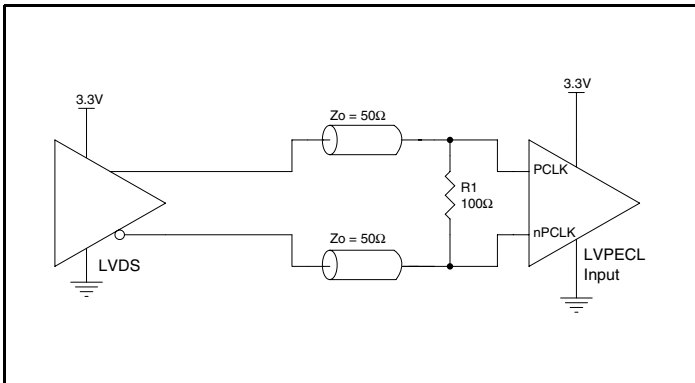 3.3V
LVDS
Zo = 50Ω
Zo = 50Ω
R1
100Ω
3.3V
PCLK
nPCLK
LVPECL
Input